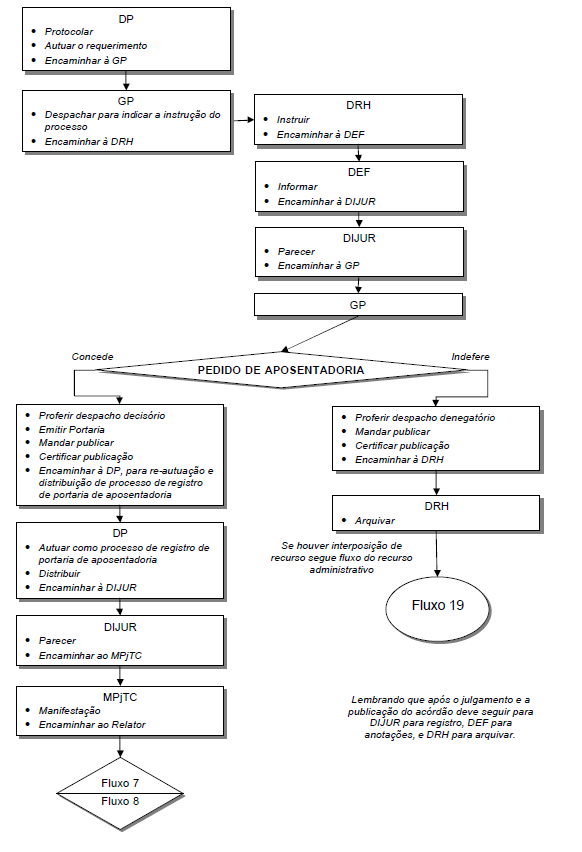 DP
• Protocolar
• Autuar o requerimento
• Encaminhar à GP
GP
• Despachar para indicar a instrução do
processo
• Encaminhar à DRH
DRH
• Instruir
• Encaminhar à DEF
DEF
• Informar
• Encaminhar à DIJUR
DIJUR
• Parecer
• Encaminhar à GP
GP
PEDIDO DE APOSENTADORIA
Concede
• Proferir despacho decisório
• Emitir Portaria
• Mandar publicar
• Certificar publicação
• Encaminhar à DP, para re-autuação e
distribuição de processo de registro
de portaria de aposentadoria
DP
• Autuar como processo de registro de
portaria de aposentadoria
• Distribuir
• Encaminhar à DIJUR
DIJUR
• Parecer
• Encaminhar ao MPjTC
MPjTC
• Manifestação
• Encaminhar ao Relator
Fluxo 7
Fluxo 8
Indefere
• Proferir despacho denegatório
• Mandar publicar
• Certificar publicação
• Encaminhar à DRH
DRH
• Arquivar
Se houver interposição de
recurso segue fluxo do recurso
administrativo
Fluxo 19
Lembrando que após o julgamento e a
publicação do acórdão deve seguir para
DIJUR para registro, DEF para
anotações, e DRH para arquivar.